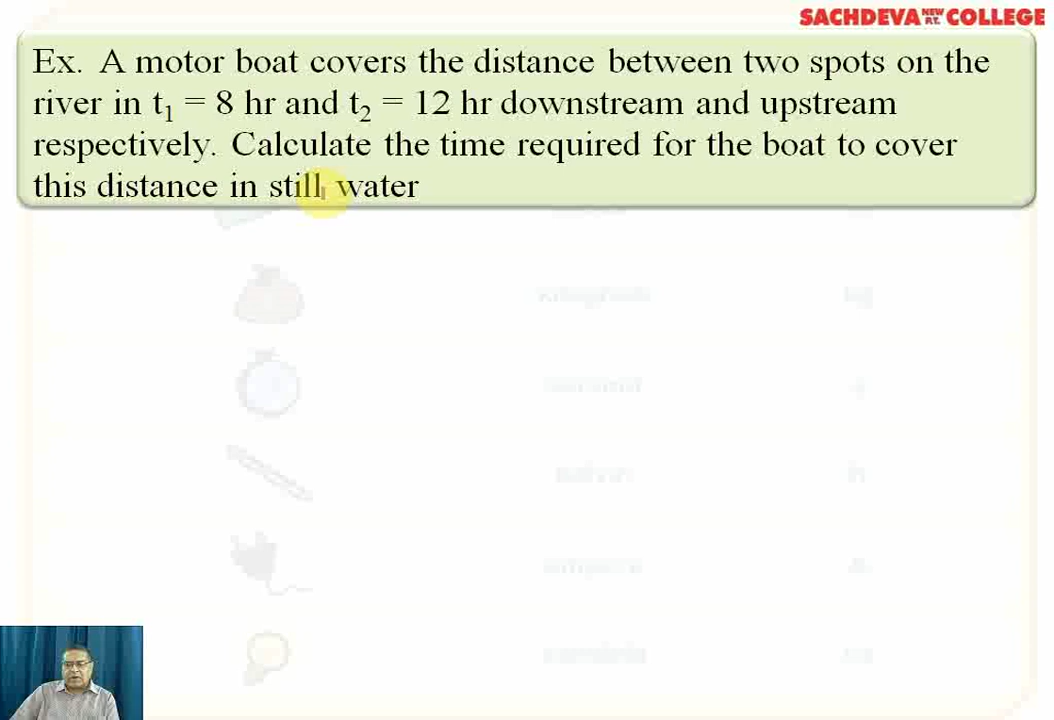 SACHDEVA NEW P.T. COLLEGE
Ex. A motor boat covers the distance between two spots on the
river in t₁ = 8 hr and t₂ = 12 hr downstream and upstream
respectively. Calculate the time required for the boat to cover
this distance in still water